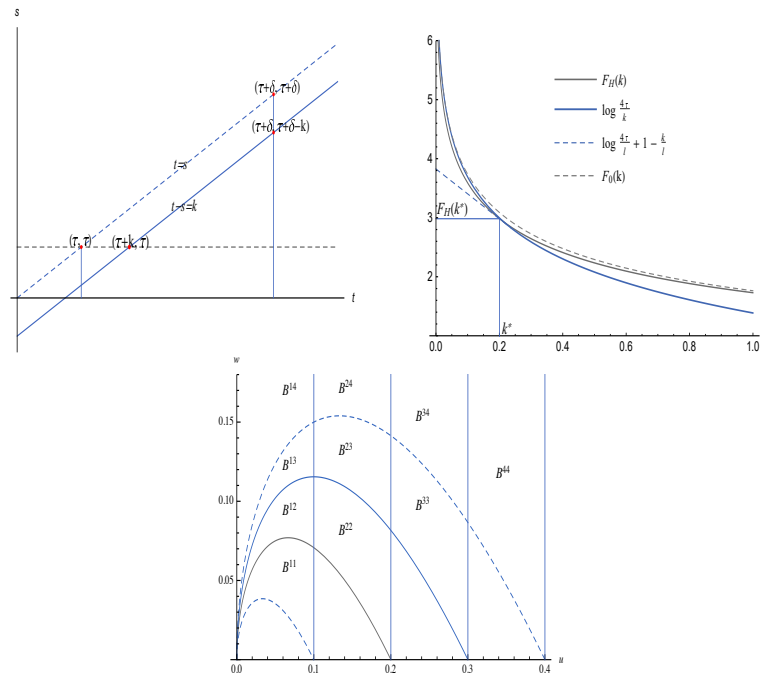 s
(τ+δ, τ+δ)
(τ+δ, τ+δ−k)
t=s
t−s=k
(τ, τ)
(τ+k, τ)
t
6
5
4
3
2
F_H(k)
log 4τ/k
log 4τ/l + 1 − k/l
F_0(k)
F_H(k*)
k*
0.0 0.2 0.4 0.6 0.8 1.0
w
0.15
0.10
0.05
B^14 B^24
B^34
B^23
B^13
B^44
B^12
B^33
B^22
B^11
0.0 0.1 0.2 0.3 0.4 u